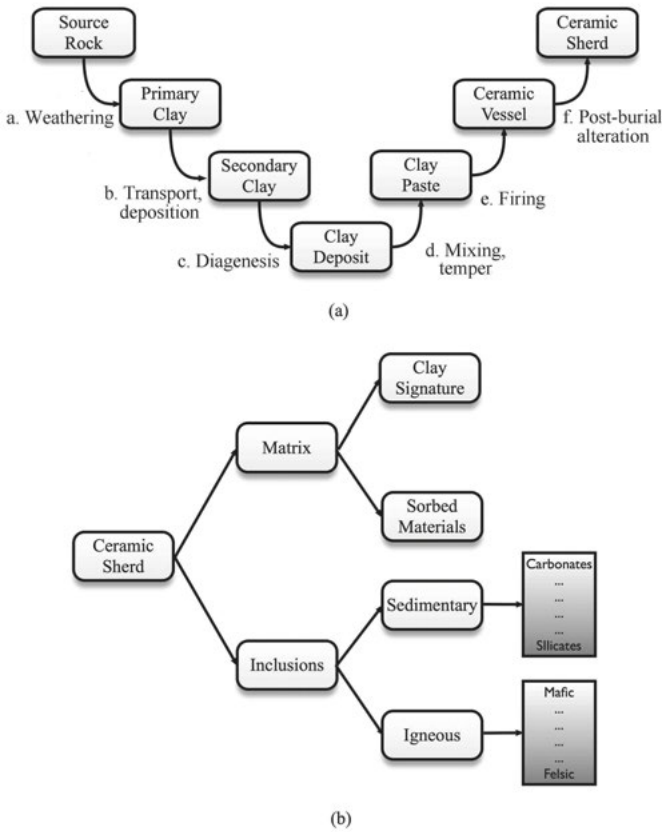 Source
Rock
a. Weathering
Primary
Clay
b. Transport,
deposition
Secondary
Clay
c. Diagenesis
Clay
Deposit
d. Mixing,
temper
Clay
Paste
e. Firing
Ceramic
Vessel
f. Post-burial
alteration
Ceramic
Sherd
(a)
Ceramic
Sherd
Matrix
Clay
Signature
Sorbed
Materials
Inclusions
Sedimentary
Carbonates
...
...
...
...
SIlicates
Igneous
Mafic
...
...
...
...
Felsic
(b)